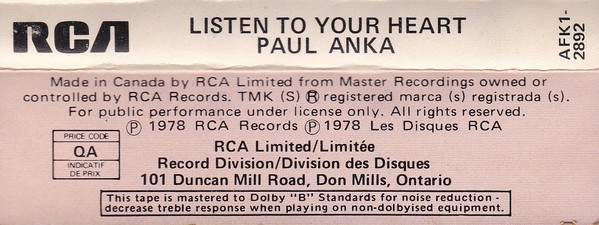 RCA
LISTEN TO YOUR HEART
PAUL ANKA
AFK1-
2892
Made in Canada by RCA Limited from Master Recordings owned or
controlled by RCA Records. TMK (S) ® registered marca (s) registrada (s).
For public performance under license only. All rights reserved.
Ⓟ 1978 RCA Records Ⓟ 1978 Les Disques RCA
PRICE CODE
QA
INDICATIF
DE PRIX
RCA Limited/Limitée
Record Division/Division des Disques
101 Duncan Mill Road, Don Mills, Ontario
This tape is mastered to Dolby "B" Standards for noise reduction -
decrease treble response when playing on non-dolbyised equipment.